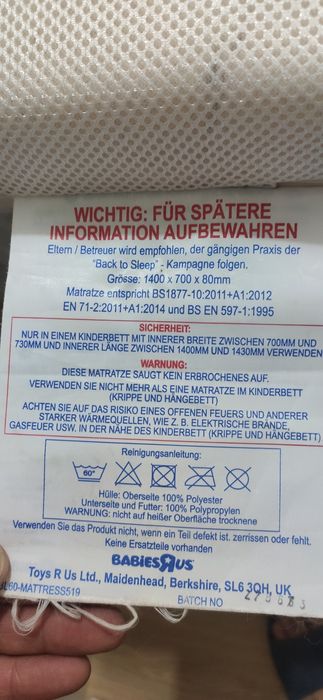 WICHTIG: FÜR SPÄTERE
INFORMATION AUFBEWAHREN
Eltern / Betreuer wird empfohlen, der gängigen Praxis der
"Back to Sleep" - Kampagne folgen.
Grösse: 1400 x 700 x 80mm
Matratze entspricht BS1877-10:2011+A1:2012
EN 71-2:2011+A1:2014 und BS EN 597-1:1995
SICHERHEIT:
NUR IN EINEM KINDERBETT MIT INNERER BREITE ZWISCHEN 700MM UND
730MM UND INNERER LÄNGE ZWISCHEN 1400MM UND 1430MM VERWENDEN
WARNUNG:
DIESE MATRATZE SAUGT KEIN ERBROCHENES AUF.
VERWENDEN SIE NICHT MEHR ALS EINE MATRATZE IM KINDERBETT
(KRIPPE UND HÄNGEBETT)
ACHTEN SIE AUF DAS RISIKO EINES OFFENEN FEUERS UND ANDERER
STARKER WÄRMEQUELLEN, WIE Z. B. ELEKTRISCHE BRÄNDE,
GASFEUER USW. IN DER NÄHE DES KINDERBETT (KRIPPE UND HÄNGEBETT)
Reinigungsanleitung:
60°
Hülle: Oberseite 100% Polyester
Unterseite und Futter: 100% Polypropylen
WARNUNG: nicht auf heißer Oberfläche trocknene
Verwenden Sie das Produkt nicht, wenn ein Teil defekt ist. zerrissen oder fehlt.
Keine Ersatzteile vorhanden
BABIESRUS
Toys R Us Ltd., Maidenhead, Berkshire, SL6 3QH, UK
BATCH NO